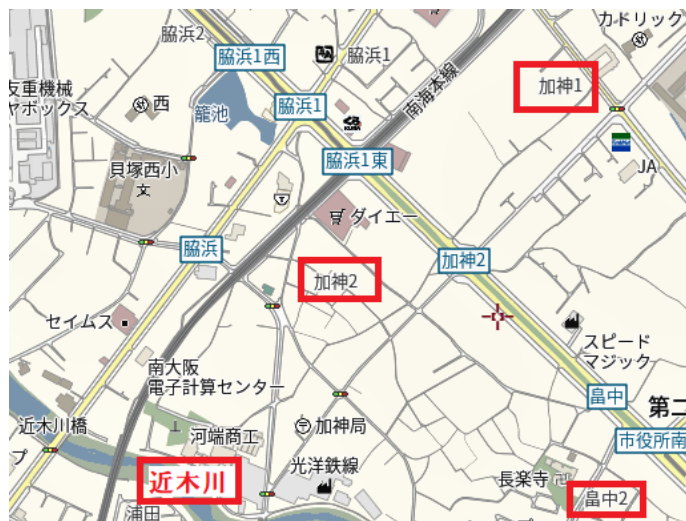 脇浜2
脇浜1西
脇浜1
カドリック
友重機械
ヤボックス
西
籠池
脇浜1
南海本線
加神1
貝塚西小
文
脇浜1東
JA
ダイエー
脇浜
加神2
加神2
セイムス
スピード
マジック
南大阪
電子計算センター
畠中
第二
近木川橋
プ
河端商工
加神局
市役所南
光洋鉄線
近木川
長楽寺
畠中2
浦田